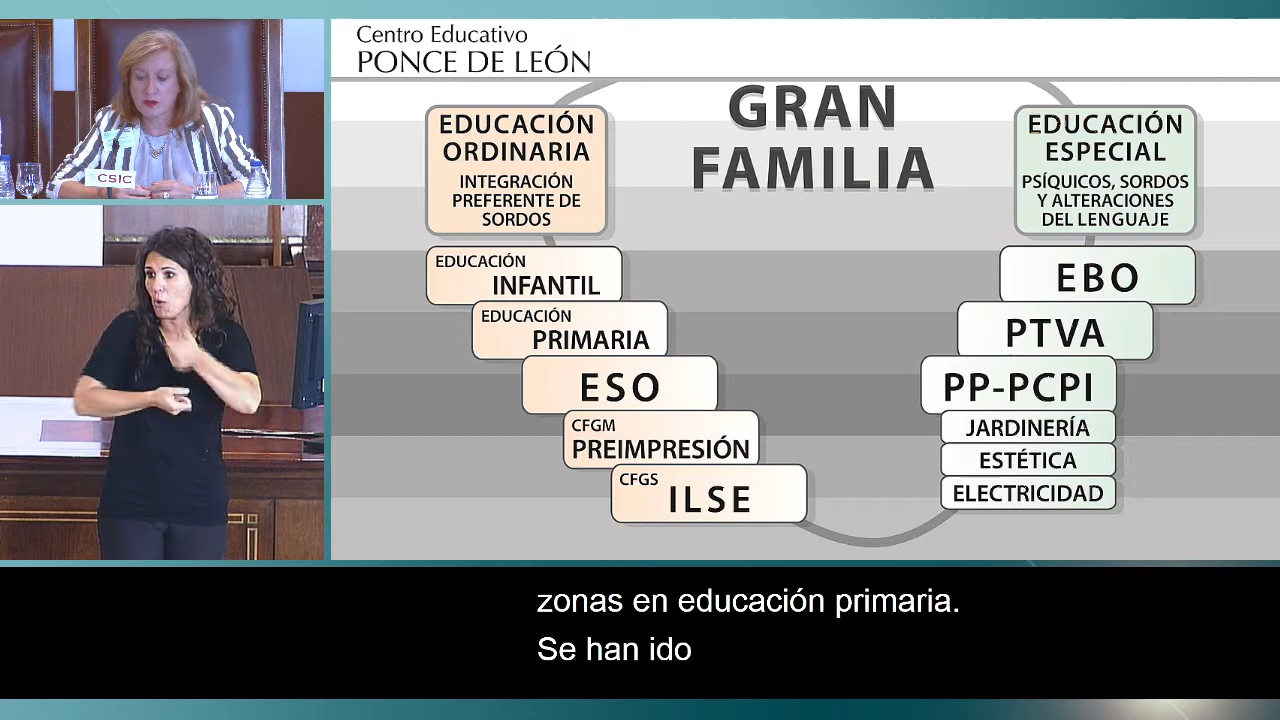 Centro Educativo
PONCE DE LEÓN
GRAN
FAMILIA
EDUCACIÓN
ORDINARIA
INTEGRACIÓN
PREFERENTE DE
SORDOS
EDUCACIÓN
INFANTIL
EDUCACIÓN
PRIMARIA
ESO
CFGM
PREIMPRESIÓN
CFGS
ILSE
EDUCACIÓN
ESPECIAL
PSÍQUICOS, SORDOS
Y ALTERACIONES
DEL LENGUAJE
EBO
PTVA
PP-PCPI
JARDINERÍA
ESTÉTICA
ELECTRICIDAD
CSIC
zonas en educación primaria.
Se han ido